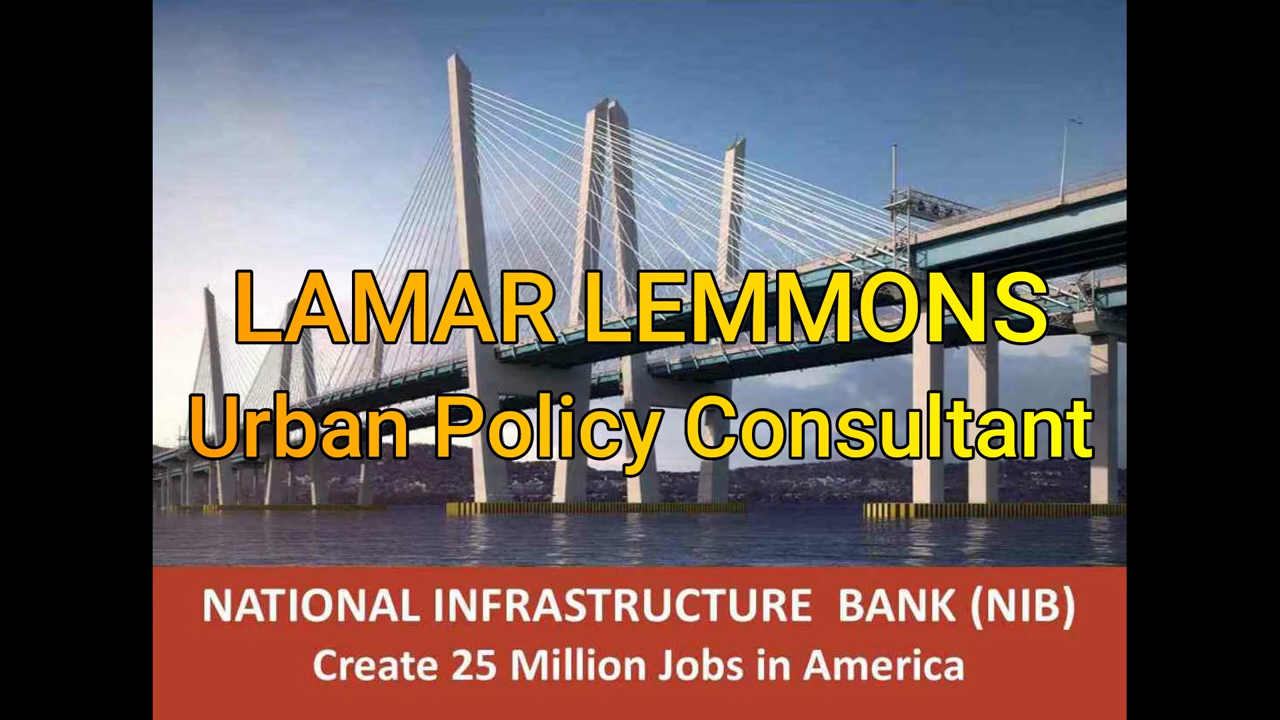 LAMAR LEMMONS
Urban Policy Consultant
NATIONAL INFRASTRUCTURE BANK (NIB)
Create 25 Million Jobs in America